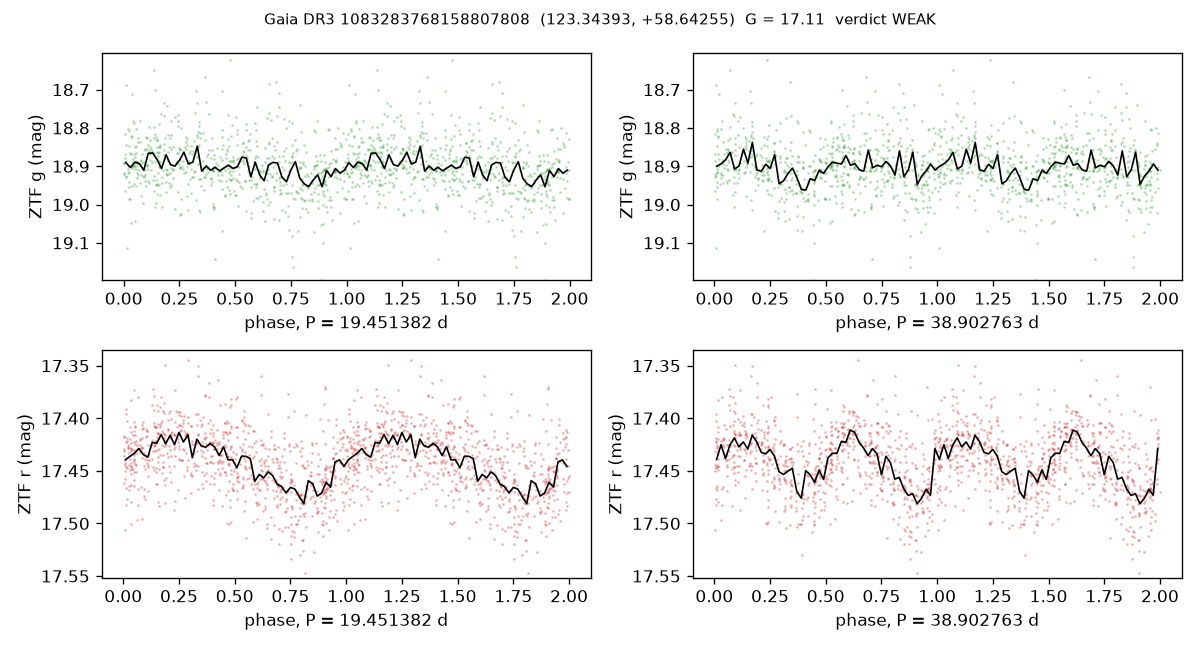 Gaia DR3 1083283768158807808 (123.34393, +58.64255) G = 17.11 verdict WEAK
ZTF g (mag)
18.7
18.8
18.9
19.0
19.1
0.00 0.25 0.50 0.75 1.00 1.25 1.50 1.75 2.00
phase, P = 19.451382 d
ZTF g (mag)
18.7
18.8
18.9
19.0
19.1
0.00 0.25 0.50 0.75 1.00 1.25 1.50 1.75 2.00
phase, P = 38.902763 d
ZTF r (mag)
17.35
17.40
17.45
17.50
17.55
0.00 0.25 0.50 0.75 1.00 1.25 1.50 1.75 2.00
phase, P = 19.451382 d
ZTF r (mag)
17.35
17.40
17.45
17.50
17.55
0.00 0.25 0.50 0.75 1.00 1.25 1.50 1.75 2.00
phase, P = 38.902763 d